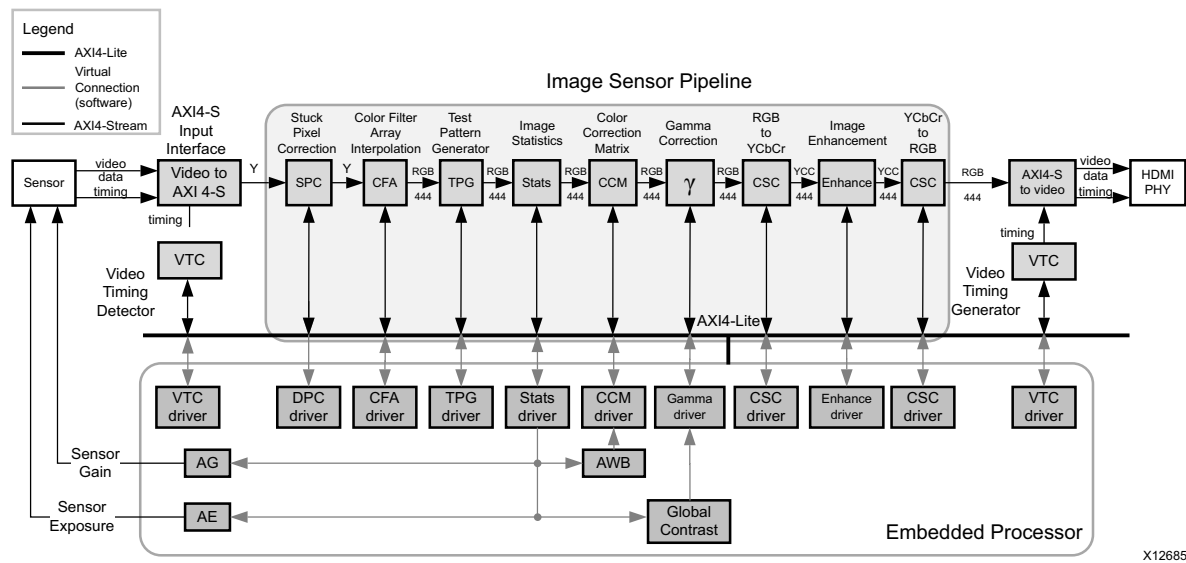 Legend
AXI4-Lite
Virtual
Connection
(software)
AXI4-Stream
Image Sensor Pipeline
AXI4-S
Input
Interface
Stuck
Pixel
Correction
Color Filter
Array
Interpolation
Test
Pattern
Generator
Image
Statistics
Color
Correction
Matrix
Gamma
Correction
RGB
to
YCbCr
Image
Enhancement
YCbCr
to
RGB
Sensor
video
data
timing
Video to
AXI 4-S
Y
SPC
Y
CFA
RGB
444
TPG
RGB
444
Stats
RGB
444
CCM
RGB
444
γ
RGB
444
CSC
YCC
444
Enhance
YCC
444
CSC
RGB
444
AXI4-S
to video
video
data
timing
HDMI
PHY
timing
timing
VTC
Video
Timing
Detector
VTC
Video
Timing
Generator
AXI4-Lite
VTC
driver
DPC
driver
CFA
driver
TPG
driver
Stats
driver
CCM
driver
Gamma
driver
CSC
driver
Enhance
driver
CSC
driver
VTC
driver
Sensor
Gain
AG
AWB
Sensor
Exposure
AE
Global
Contrast
Embedded Processor
X12685